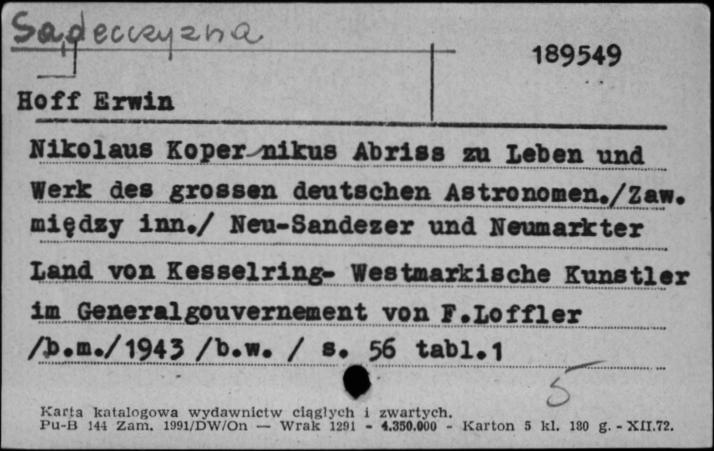 Sądecczyzna
189549
Hoff Erwin
Nikolaus Koper nikus Abriss zu Leben und
Werk des grossen deutschen Astronomen./Zaw.
między inn./ Neu-Sandezer und Neumarkter
Land von Kesselring- Westmarkische Kunstler
im Generalgouvernement von F.Loffler
/b.m./1943 /b.w. / s. 56 tabl.1
5
Karta katalogowa wydawnictw ciągłych i zwartych.
Pu-B 144 Zam. 1991/DW/On — Wrak 1291 - 4.350.000 - Karton 5 kl. 180 g. - XII.72.